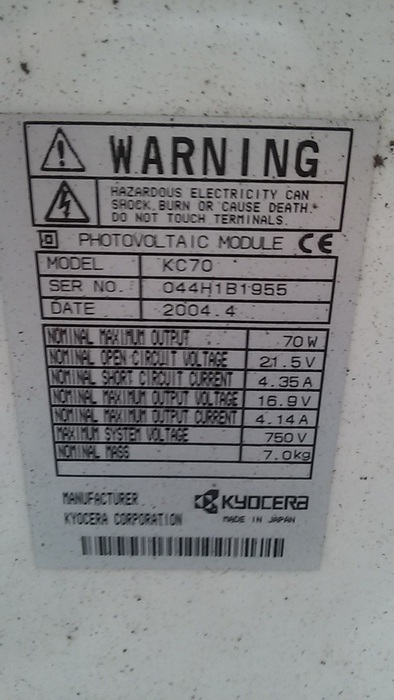 WARNING
HAZARDOUS ELECTRICITY CAN
SHOCK, BURN OR CAUSE DEATH.
DO NOT TOUCH TERMINALS.
PHOTOVOLTAIC MODULE CE
MODEL : KC70
SER NO. : 044H1B1955
DATE : 2004.4
NOMINAL MAXIMUM OUTPUT 70W
NOMINAL OPEN CIRCUIT VOLTAGE 21.5V
NOMINAL SHORT CIRCUIT CURRENT 4.35A
NOMINAL MAXIMUM OUTPUT VOLTAGE 16.9V
NOMINAL MAXIMUM OUTPUT CURRENT 4.14A
MAXIMUM SYSTEM VOLTAGE 750V
NOMINAL MASS 7.0kg
MANUFACTURER KYOCERA
KYOCERA CORPORATION MADE IN JAPAN